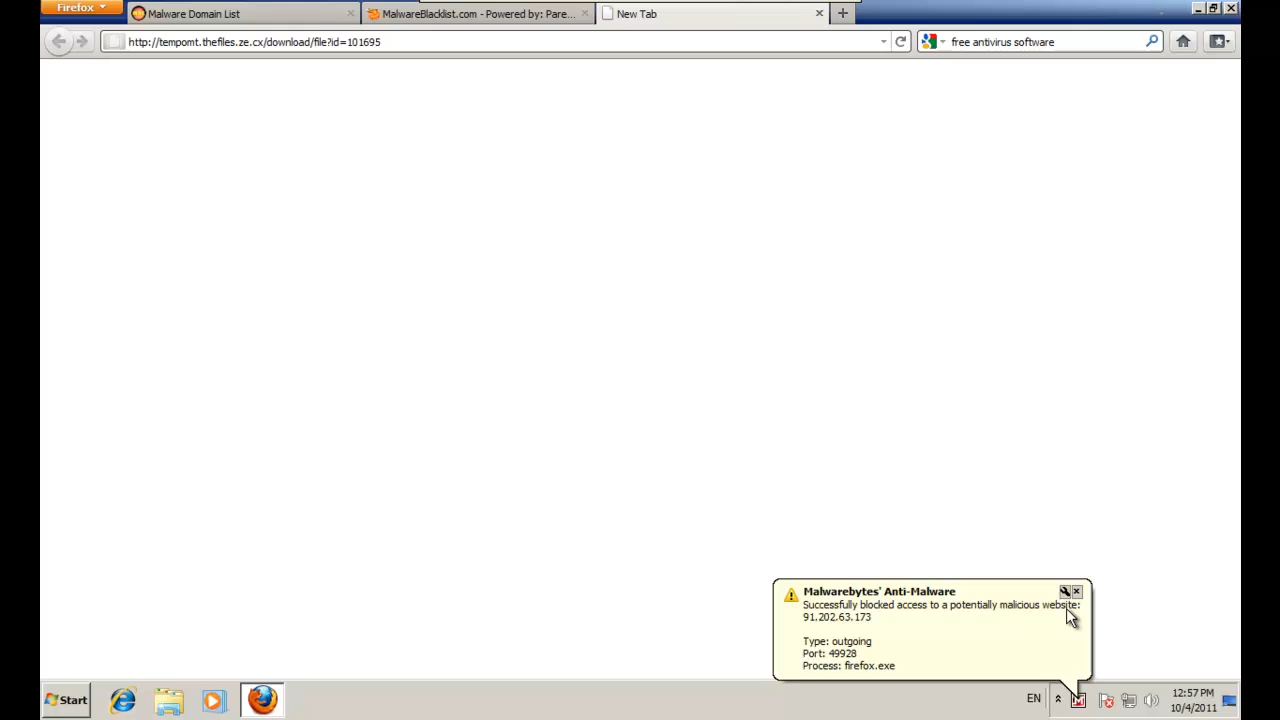 Firefox
Malware Domain List
MalwareBlacklist.com - Powered by: Pare...
New Tab
http://tempomt.thefiles.ze.cx/download/file?id=101695
free antivirus software
Malwarebytes' Anti-Malware
Successfully blocked access to a potentially malicious website:
91.202.63.173
Type: outgoing
Port: 49928
Process: firefox.exe
Start
EN
12:57 PM
10/4/2011